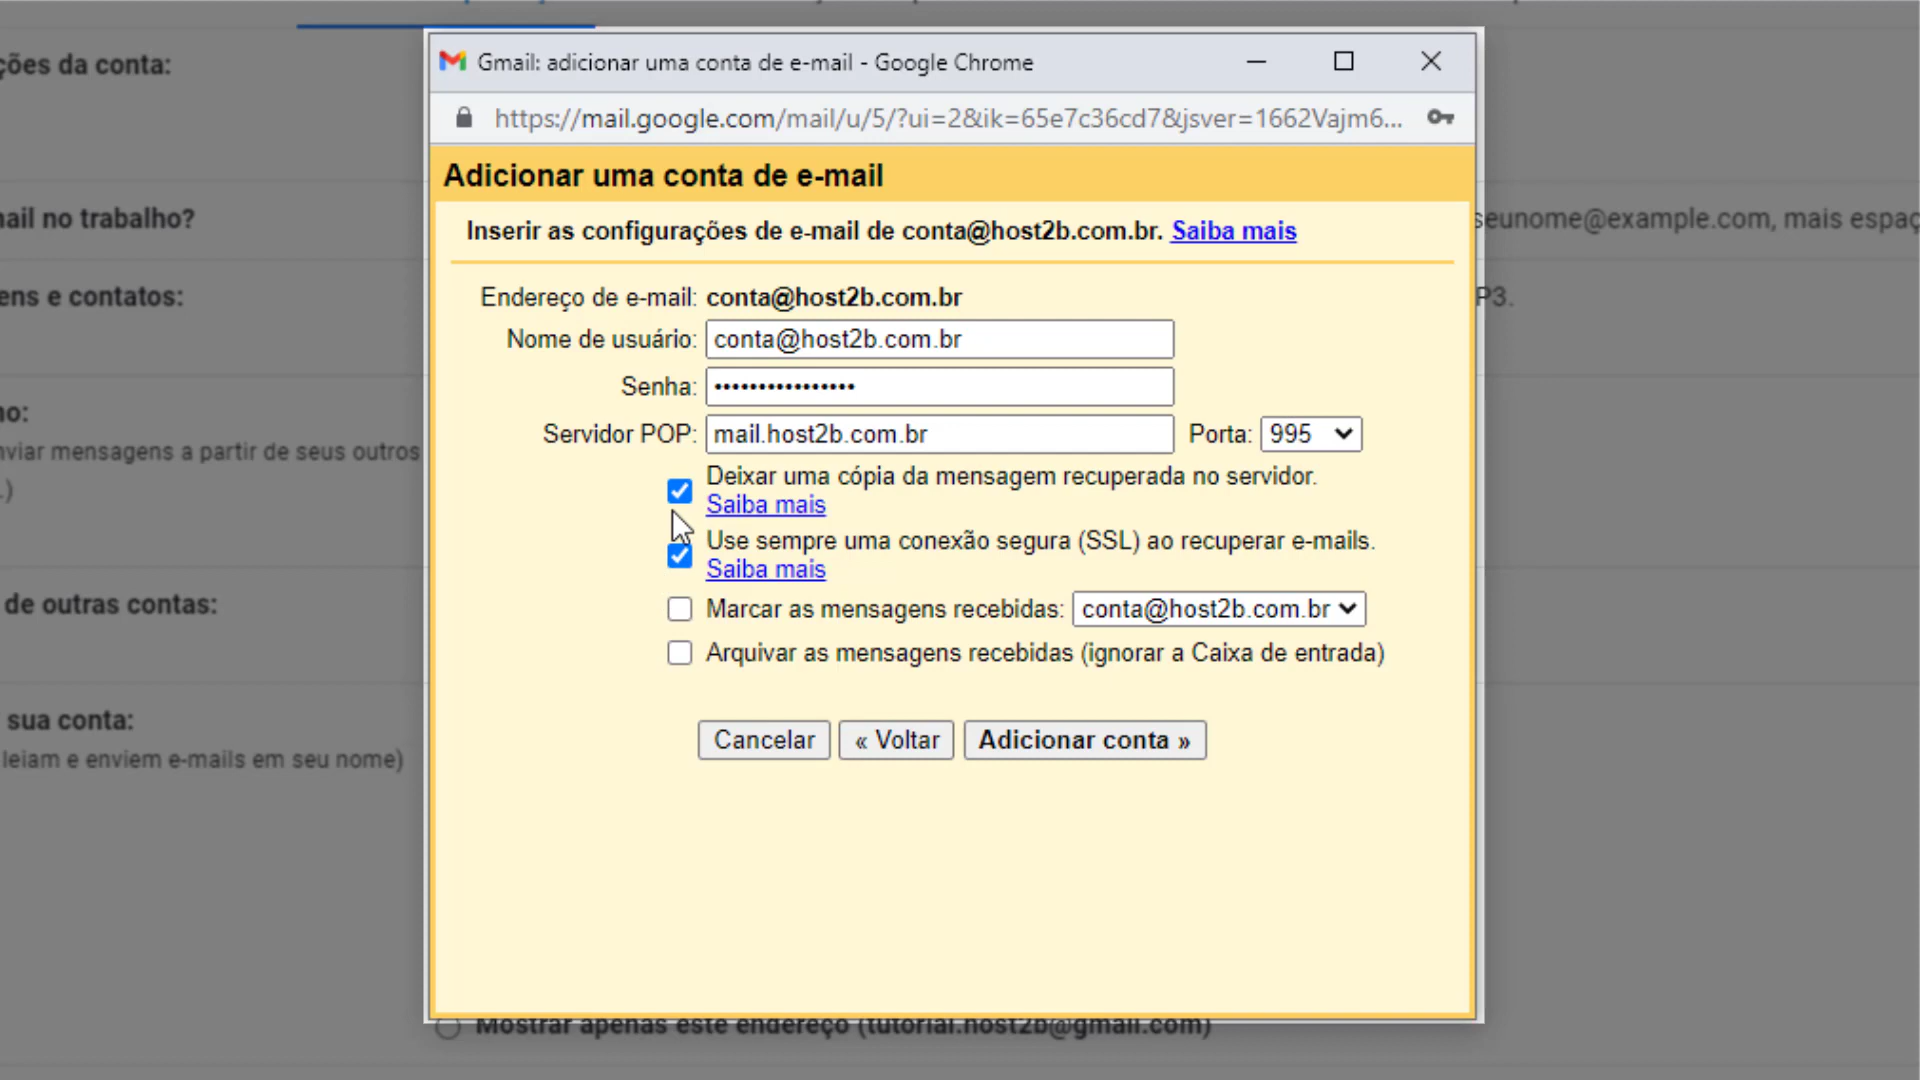 Gmail: adicionar uma conta de e-mail - Google Chrome
https://mail.google.com/mail/u/5/?ui=2&ik=65e7c36cd7&jsver=1662Vajm6...
Adicionar uma conta de e-mail
Inserir as configurações de e-mail de conta@host2b.com.br. Saiba mais
Endereço de e-mail: conta@host2b.com.br
Nome de usuário: conta@host2b.com.br
Senha: ••••••••••••••••
Servidor POP: mail.host2b.com.br Porta: 995
Deixar uma cópia da mensagem recuperada no servidor.
Saiba mais
Use sempre uma conexão segura (SSL) ao recuperar e-mails.
Saiba mais
Marcar as mensagens recebidas: conta@host2b.com.br
Arquivar as mensagens recebidas (ignorar a Caixa de entrada)
Cancelar « Voltar Adicionar conta »
ções da conta:
ail no trabalho?
seunome@example.com, mais espaç
ens e contatos:
P3.
no:
nviar mensagens a partir de seus outros
.)
de outras contas:
sua conta:
leiam e enviem e-mails em seu nome)
Mostrar apenas este endereço (tutorial.host2b@gmail.com)